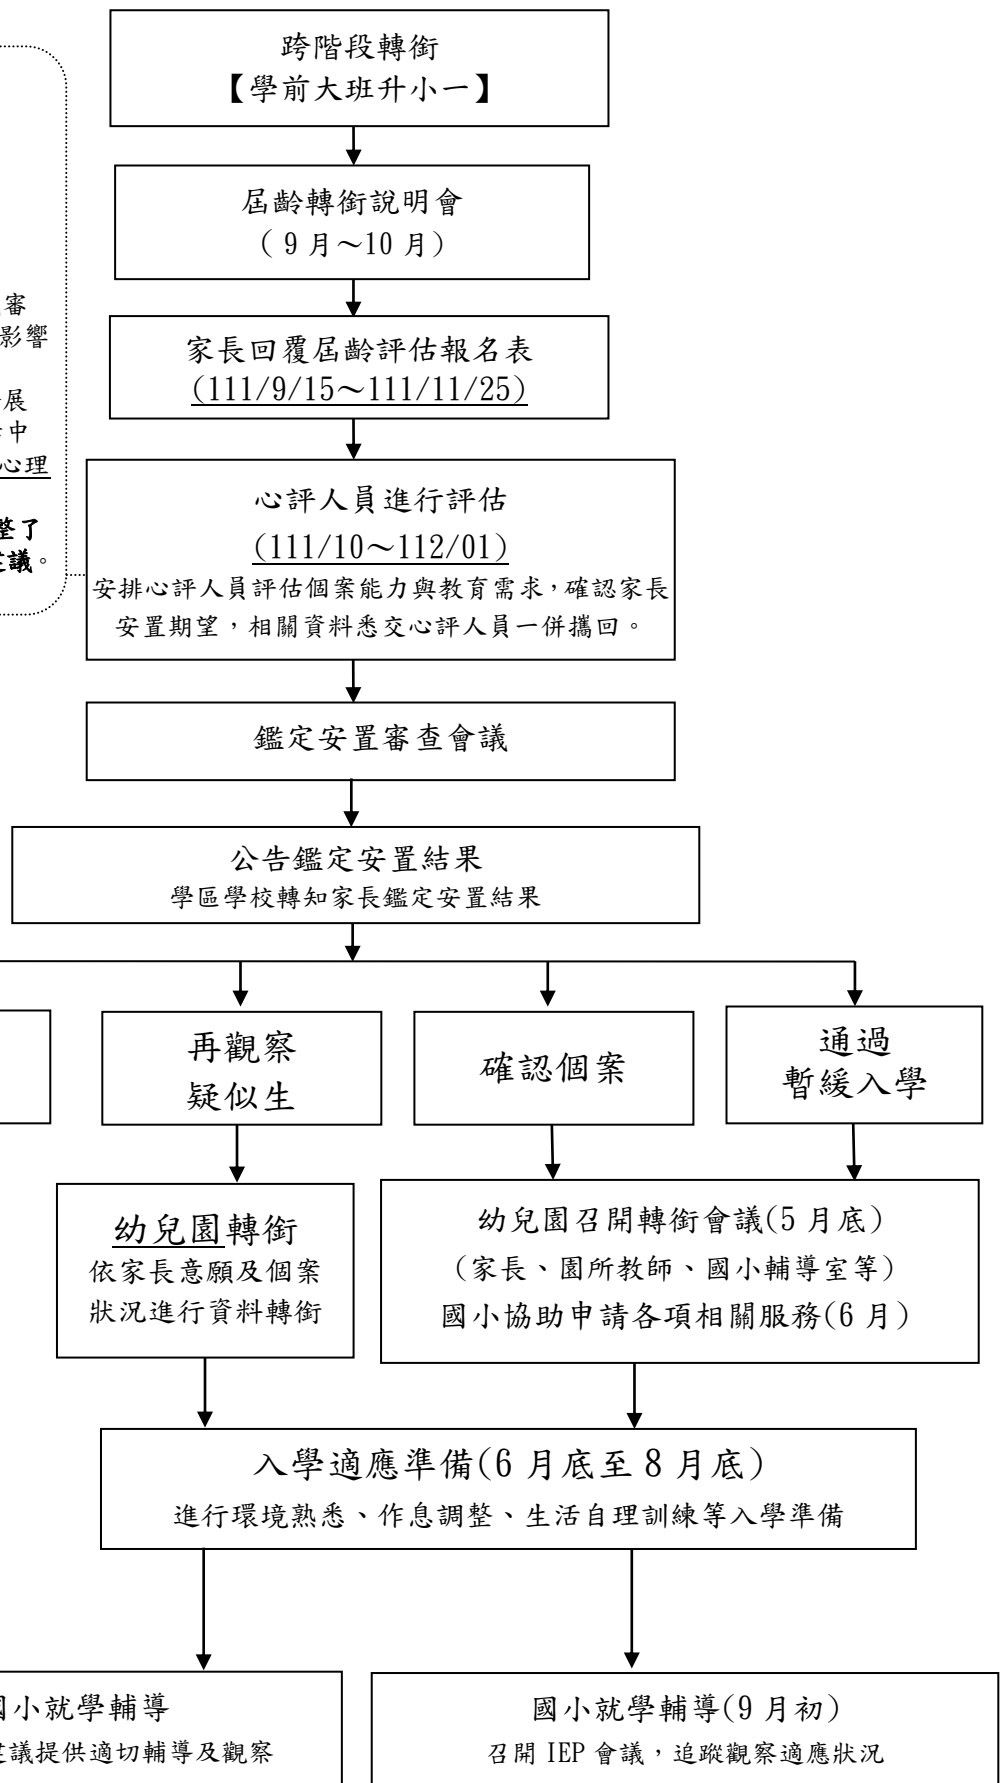 跨階段轉銜
【學前大班升小一】
屆齡轉銜說明會
（ 9 月～10 月）
審
影響
展
中
心理
整了
議。
家長回覆屆齡評估報名表
(111/9/15～111/11/25)
心評人員進行評估
(111/10～112/01)
安排心評人員評估個案能力與教育需求，確認家長
安置期望，相關資料悉交心評人員一併攜回。
鑑定安置審查會議
公告鑑定安置結果
學區學校轉知家長鑑定安置結果
再觀察
疑似生
確認個案
通過
暫緩入學
幼兒園轉銜
依家長意願及個案
狀況進行資料轉銜
幼兒園召開轉銜會議(5 月底)
（家長、園所教師、國小輔導室等）
國小協助申請各項相關服務(6 月)
入學適應準備(6 月底至 8 月底)
進行環境熟悉、作息調整、生活自理訓練等入學準備
小就學輔導
議提供適切輔導及觀察
國小就學輔導(9 月初)
召開 IEP 會議，追蹤觀察適應狀況